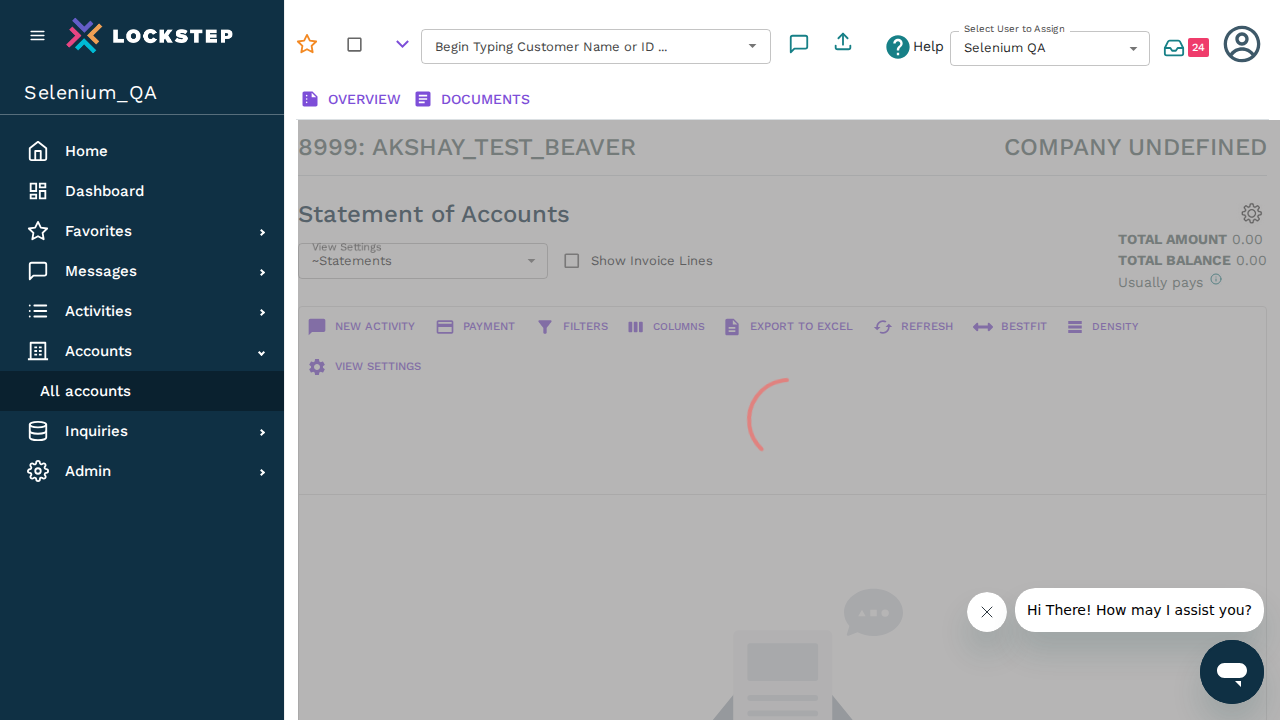 LOCKSTEP
Selenium_QA
Home
Dashboard
Favorites
Messages
Activities
Accounts
All accounts
Inquiries
Admin
Begin Typing Customer Name or ID ...
Help
Select User to Assign
Selenium QA
24
OVERVIEW
DOCUMENTS
8999: AKSHAY_TEST_BEAVER
COMPANY UNDEFINED
Statement of Accounts
View Settings
~Statements
Show Invoice Lines
TOTAL AMOUNT 0.00
TOTAL BALANCE 0.00
Usually pays
NEW ACTIVITY
PAYMENT
FILTERS
COLUMNS
EXPORT TO EXCEL
REFRESH
BESTFIT
DENSITY
VIEW SETTINGS
Hi There! How may I assist you?